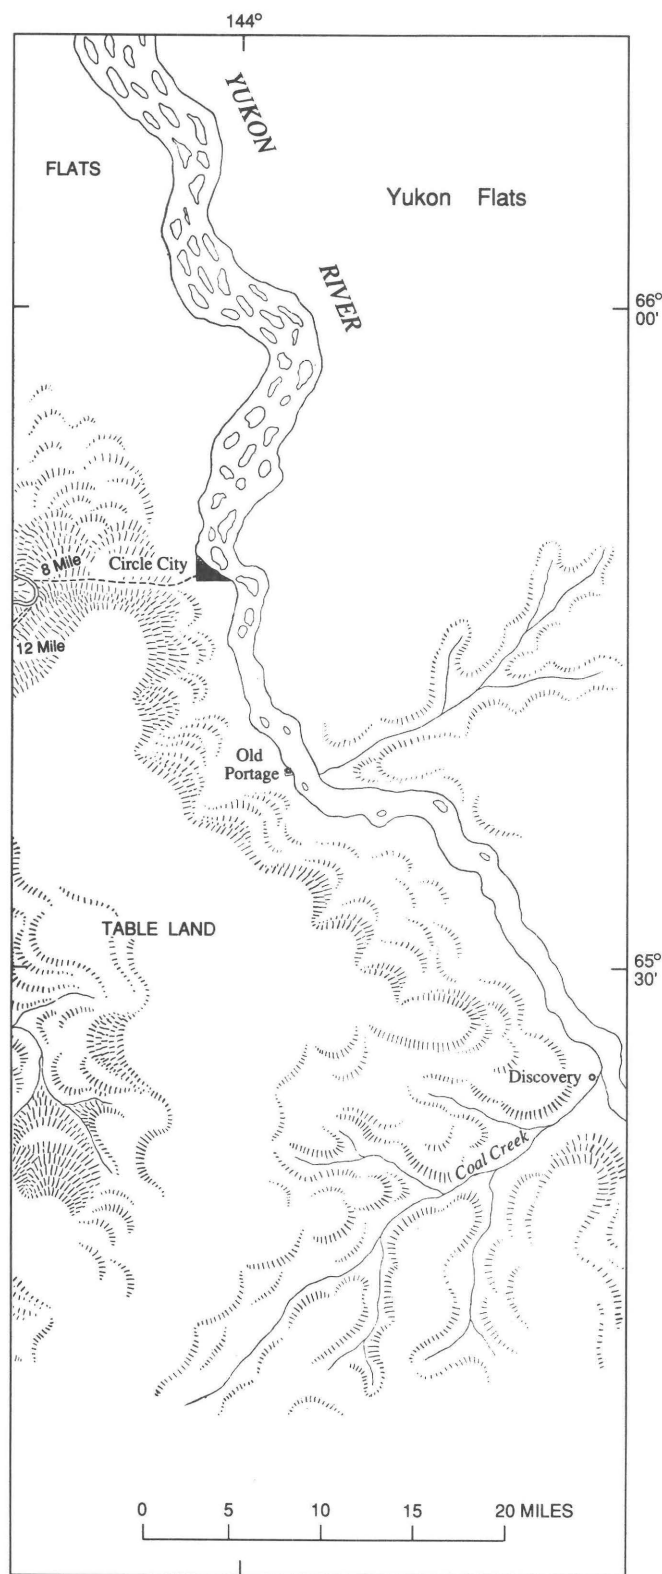 144°
YUKON
FLATS
Yukon Flats
RIVER
66°
00'
Circle City
8 Mile
12 Mile
Old
Portage
TABLE LAND
65°
30'
Discovery
Coal Creek
0 5 10 15 20 MILES